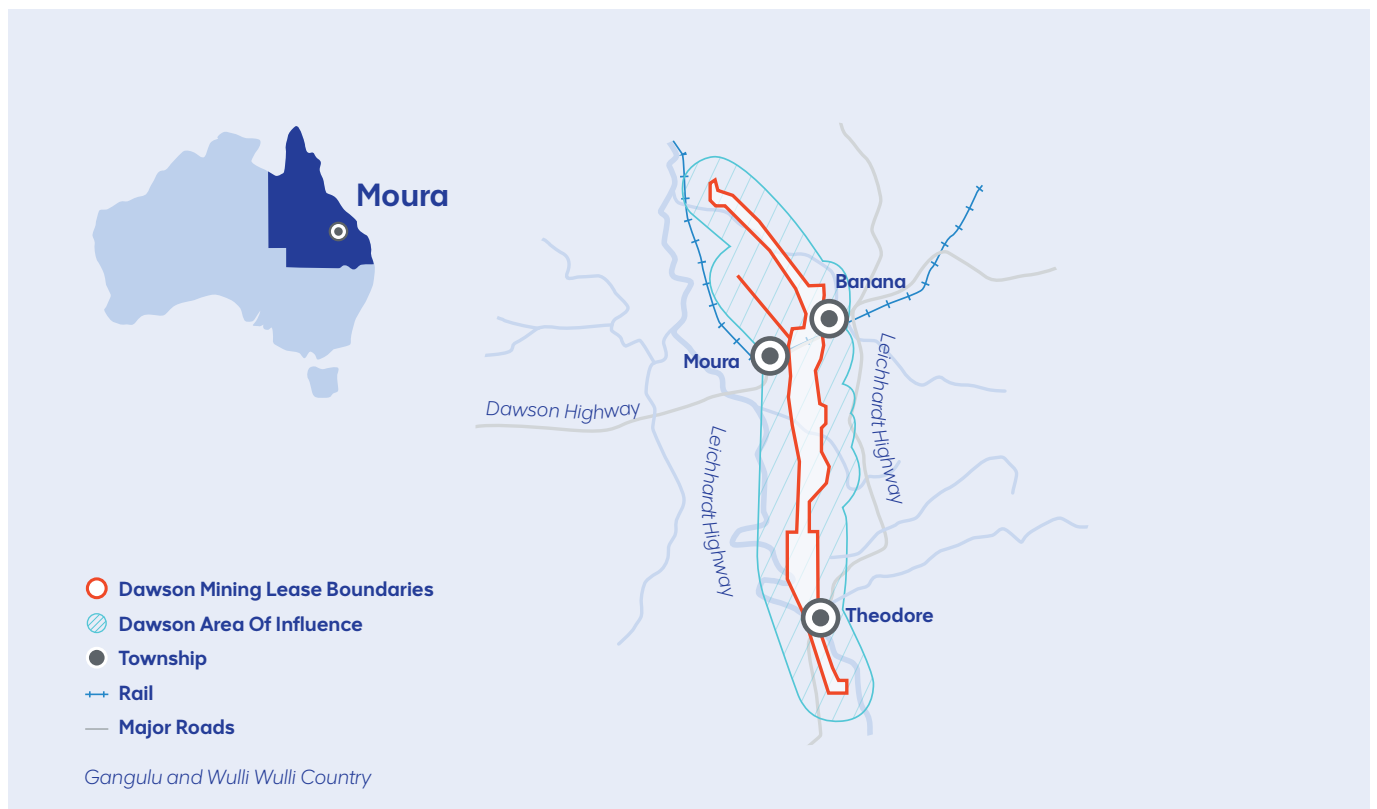 Moura
Banana
Moura
Leichhardt Highway
Dawson Highway
Leichhardt Highway
Theodore
Dawson Mining Lease Boundaries
Dawson Area Of Influence
Township
Rail
Major Roads
Gangulu and Wulli Wulli Country